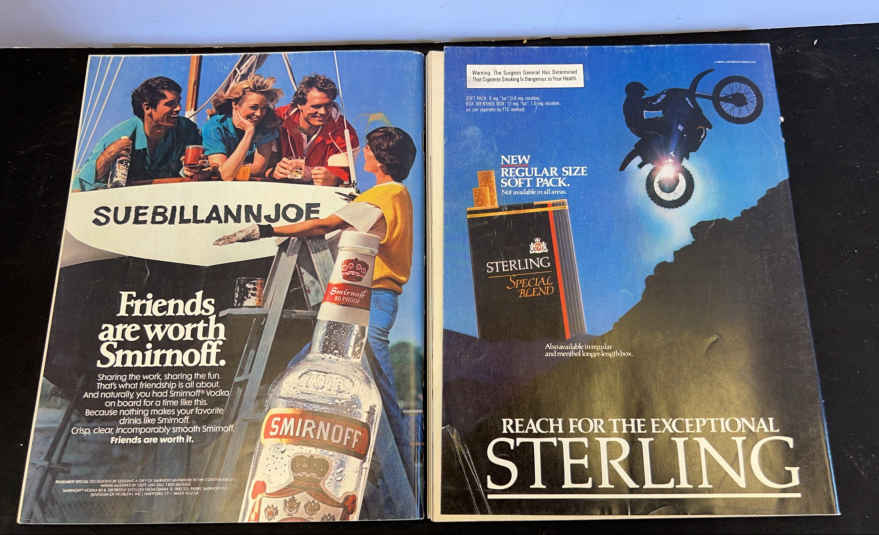 SUEBILLANNJOE
Smirnoff
80 PROOF
Friends
are worth
Smirnoff.
Sharing the work, sharing the fun.
That's what friendship is all about.
And naturally, you had Smirnoff® Vodka
on board for a time like this.
Because nothing makes your favorite
drinks like Smirnoff.
Crisp, clear, incomparably smooth Smirnoff.
Friends are worth it.
SMIRNOFF
Warning: The Surgeon General Has Determined
That Cigarette Smoking Is Dangerous to Your Health.
NEW
REGULAR SIZE
SOFT PACK.
Not available in all areas.
STERLING
SPECIAL
BLEND
Also available in regular
and menthol longer-length box.
REACH FOR THE EXCEPTIONAL
STERLING